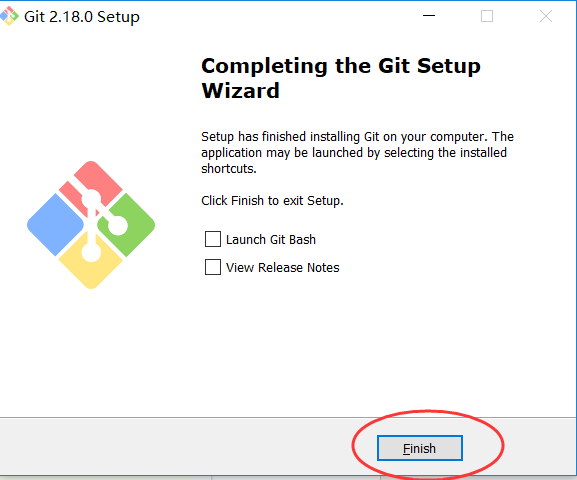 Git 2.18.0 Setup
Completing the Git Setup
Wizard
Setup has finished installing Git on your computer. The
application may be launched by selecting the installed
shortcuts.
Click Finish to exit Setup.
Launch Git Bash
View Release Notes
Finish